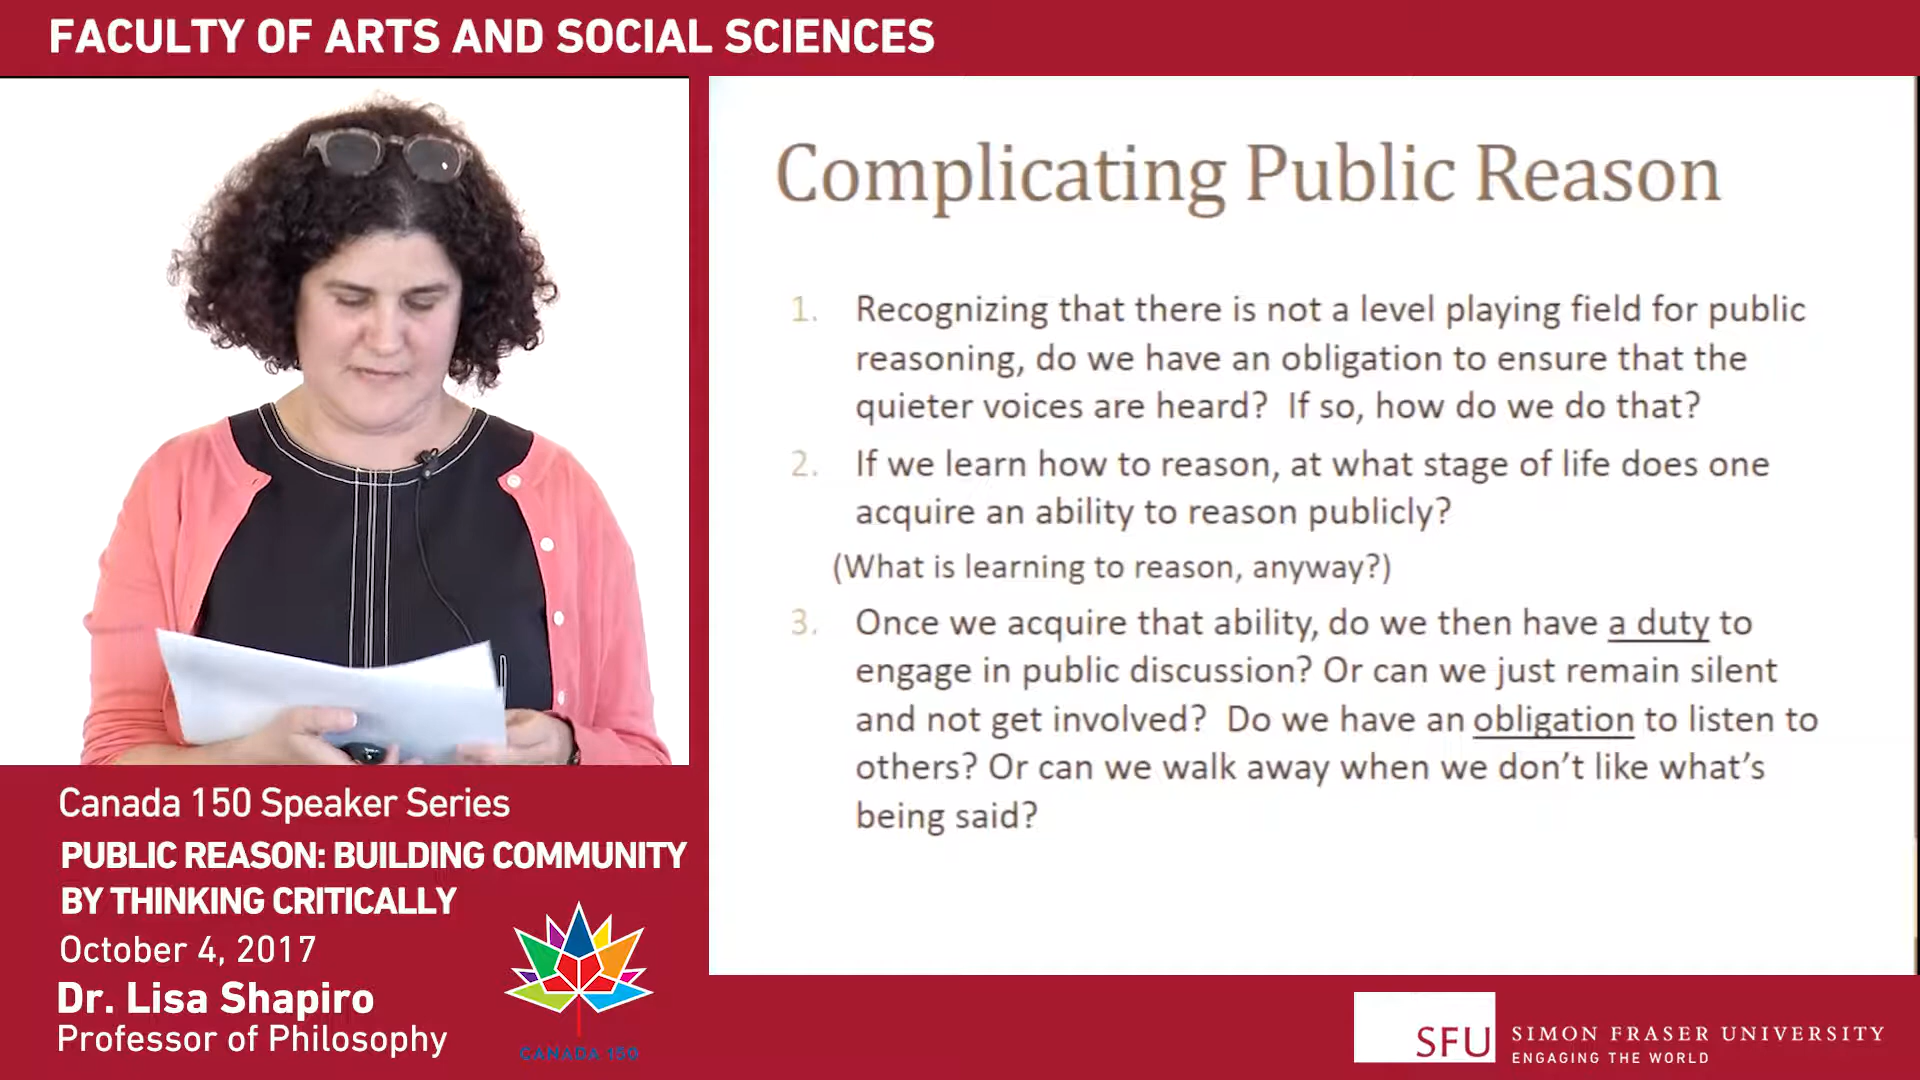 FACULTY OF ARTS AND SOCIAL SCIENCES
Complicating Public Reason
1. Recognizing that there is not a level playing field for public
reasoning, do we have an obligation to ensure that the
quieter voices are heard?  If so, how do we do that?
2. If we learn how to reason, at what stage of life does one
acquire an ability to reason publicly?
(What is learning to reason, anyway?)
3. Once we acquire that ability, do we then have a duty to
engage in public discussion? Or can we just remain silent
and not get involved?  Do we have an obligation to listen to
others? Or can we walk away when we don’t like what’s
being said?
Canada 150 Speaker Series
PUBLIC REASON: BUILDING COMMUNITY
BY THINKING CRITICALLY
October 4, 2017
Dr. Lisa Shapiro
Professor of Philosophy
CANADA 150
SFU
SIMON FRASER UNIVERSITY
ENGAGING THE WORLD